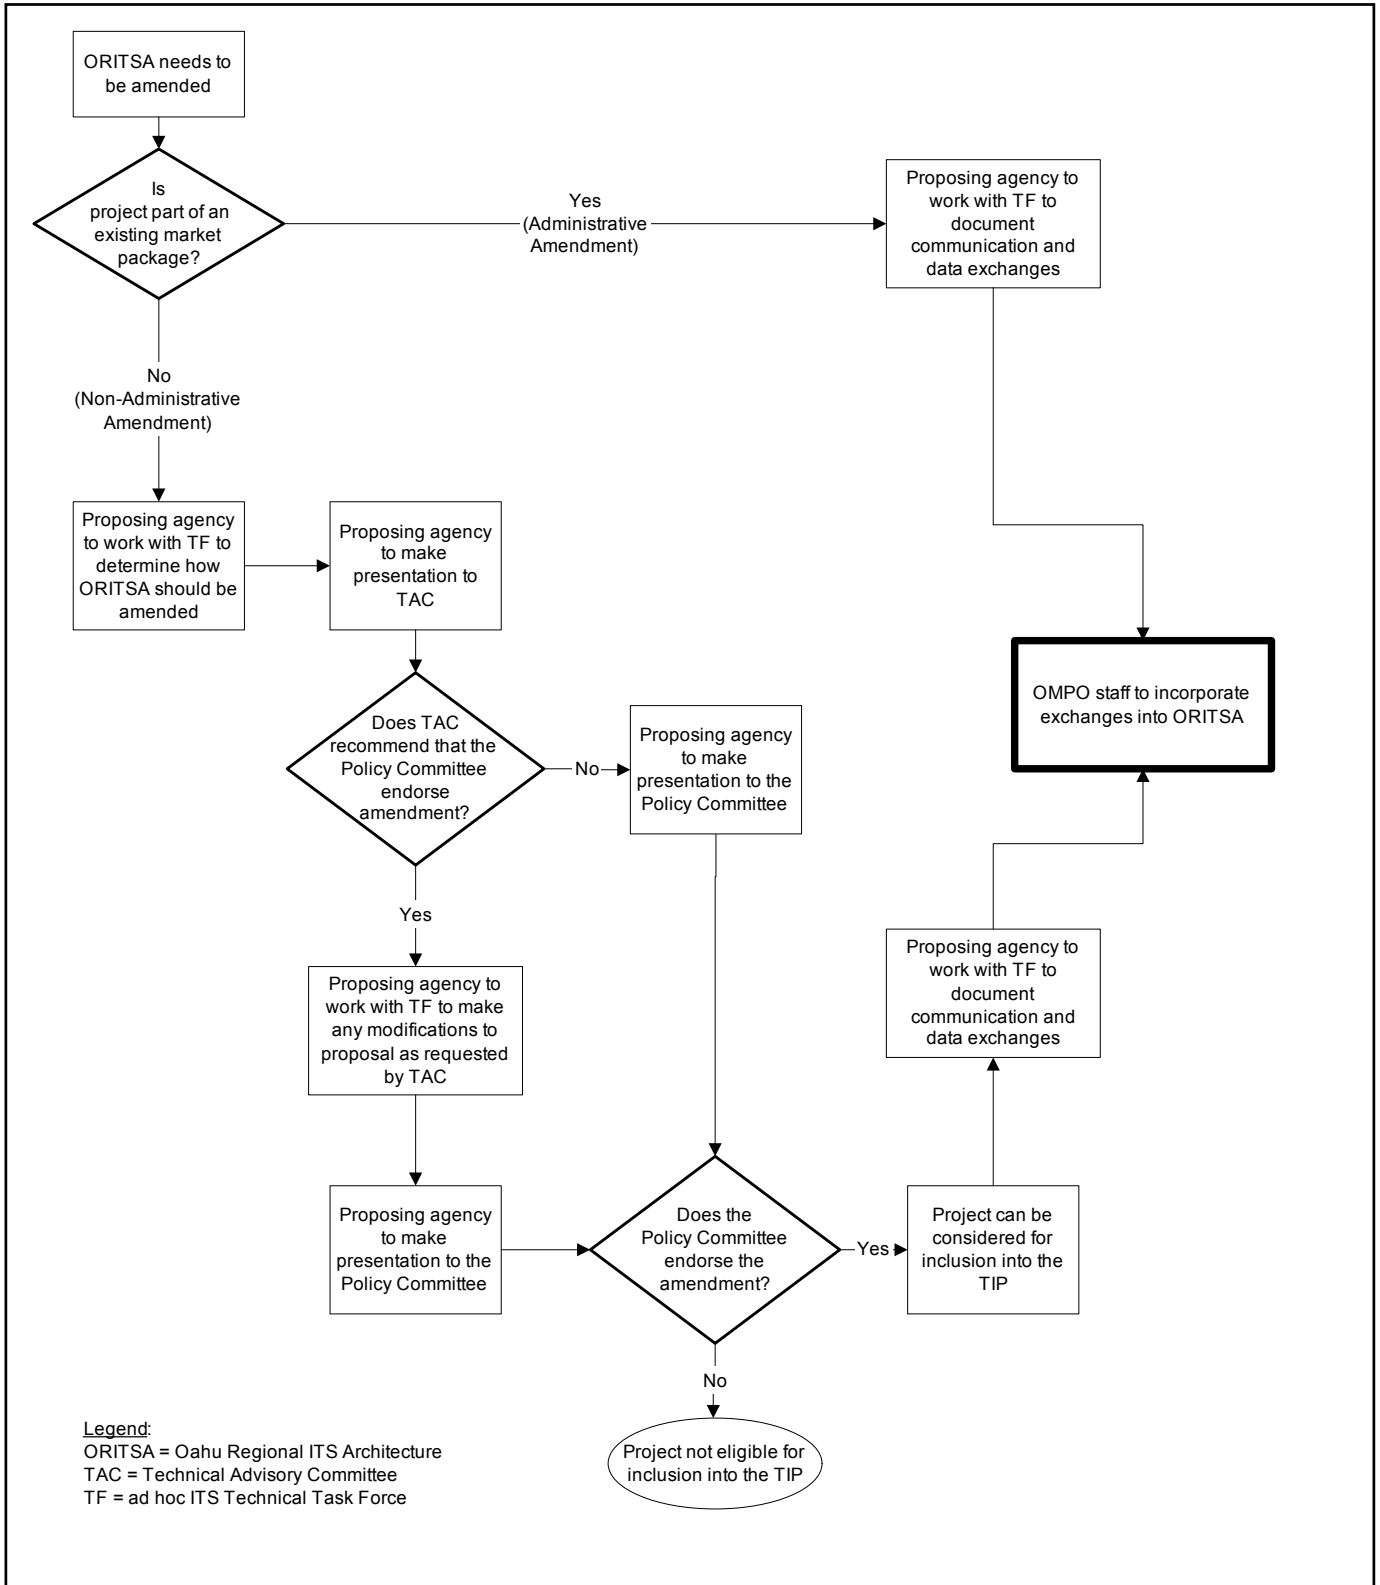 ORITSA needs to
be amended
Is
project part of an
existing market
package?
Yes
(Administrative
Amendment)
Proposing agency to
work with TF to
document
communication and
data exchanges
No
(Non-Administrative
Amendment)
Proposing agency
to work with TF to
determine how
ORITSA should be
amended
Proposing agency
to make
presentation to
TAC
OMPO staff to incorporate
exchanges into ORITSA
Does TAC
recommend that the
Policy Committee
endorse
amendment?
No
Proposing agency
to make
presentation to the
Policy Committee
Yes
Proposing agency to
work with TF to make
any modifications to
proposal as requested
by TAC
Proposing agency to
work with TF to
document
communication and
data exchanges
Proposing agency
to make
presentation to the
Policy Committee
Does the
Policy Committee
endorse the
amendment?
Yes
Project can be
considered for
inclusion into the
TIP
No
Project not eligible for
inclusion into the TIP
Legend:
ORITSA = Oahu Regional ITS Architecture
TAC = Technical Advisory Committee
TF = ad hoc ITS Technical Task Force